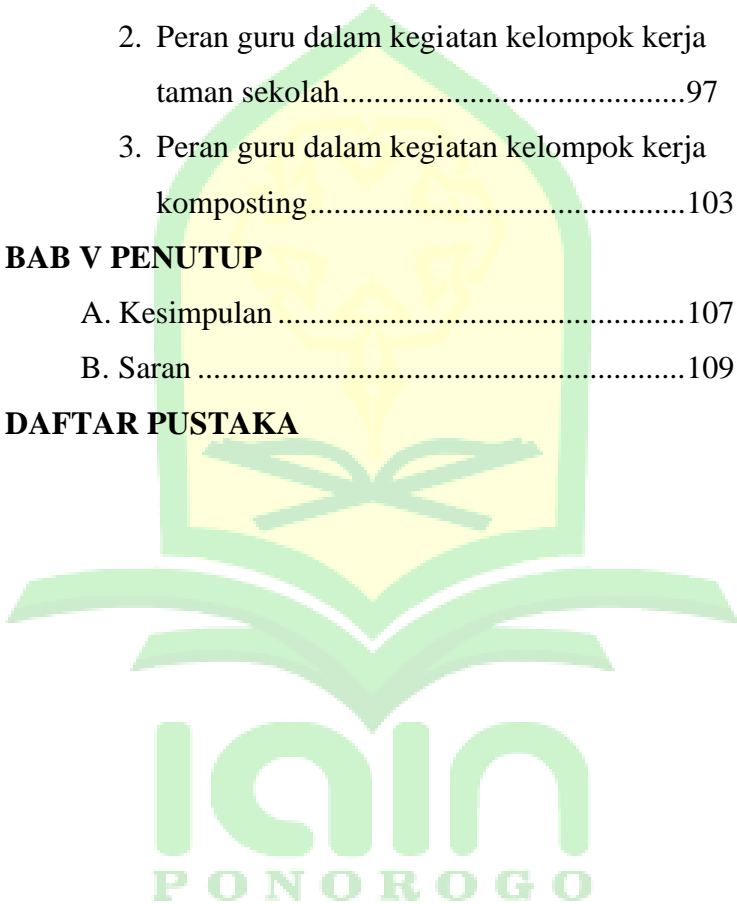 2. Peran guru dalam kegiatan kelompok kerja
taman sekolah..............................................97
3. Peran guru dalam kegiatan kelompok kerja
komposting...............................................103
BAB V PENUTUP
A. Kesimpulan ...................................................107
B. Saran .............................................................109
DAFTAR PUSTAKA
iain
PONOROGO